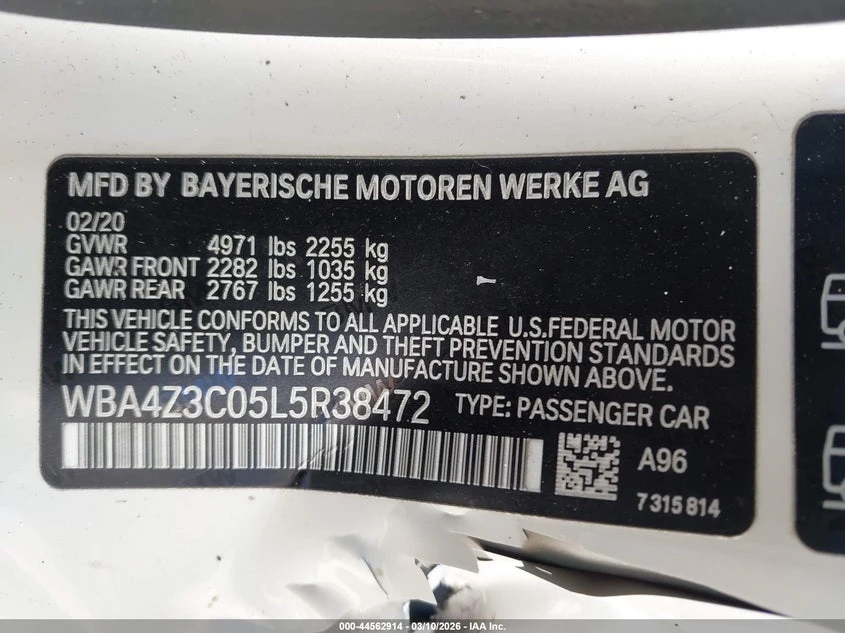 MFD BY BAYERISCHE MOTOREN WERKE AG
02/20
GVWR 4971 lbs 2255 kg
GAWR FRONT 2282 lbs 1035 kg
GAWR REAR 2767 lbs 1255 kg
THIS VEHICLE CONFORMS TO ALL APPLICABLE U.S.FEDERAL MOTOR
VEHICLE SAFETY, BUMPER AND THEFT PREVENTION STANDARDS
IN EFFECT ON THE DATE OF MANUFACTURE SHOWN ABOVE.
WBA4Z3C05L5R38472 TYPE: PASSENGER CAR
A96
7315814
000-44562914 - 03/10/2026 - IAA Inc.